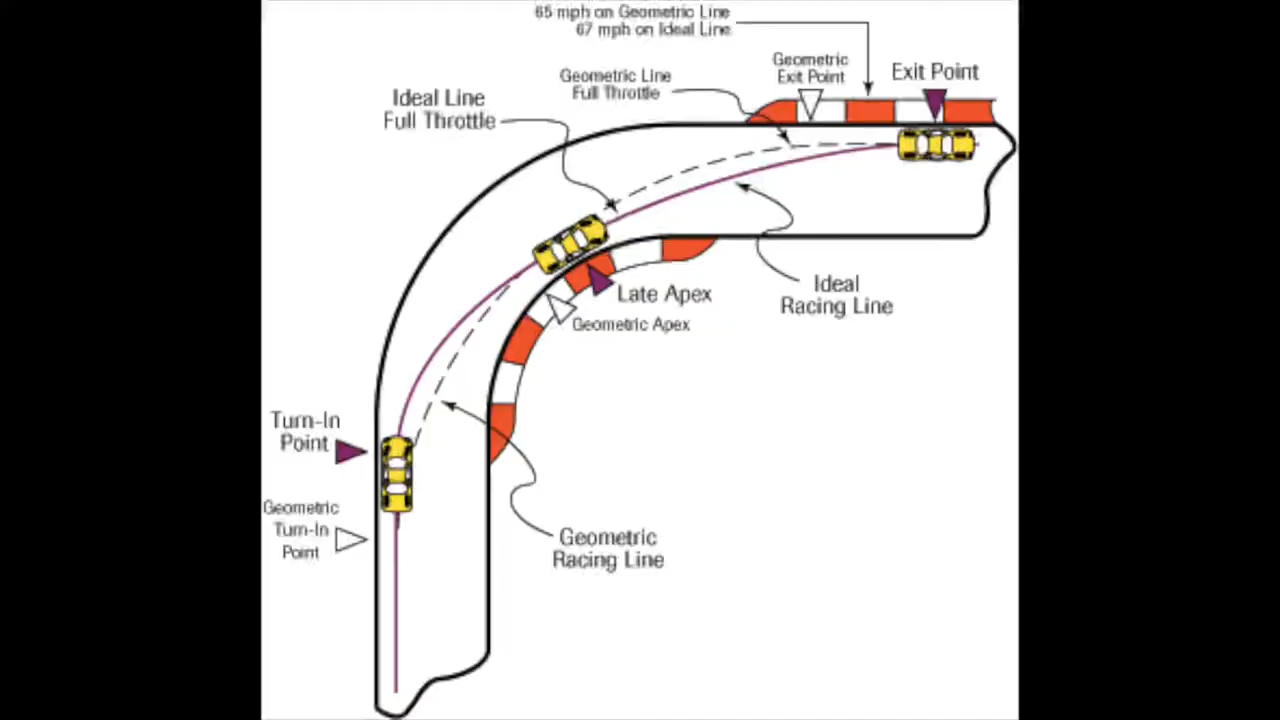 65 mph on Geometric Line
67 mph on Ideal Line
Geometric
Exit Point
Exit Point
Geometric Line
Full Throttle
Ideal Line
Full Throttle
Late Apex
Geometric Apex
Ideal
Racing Line
Turn-In
Point
Geometric
Turn-In
Point
Geometric
Racing Line